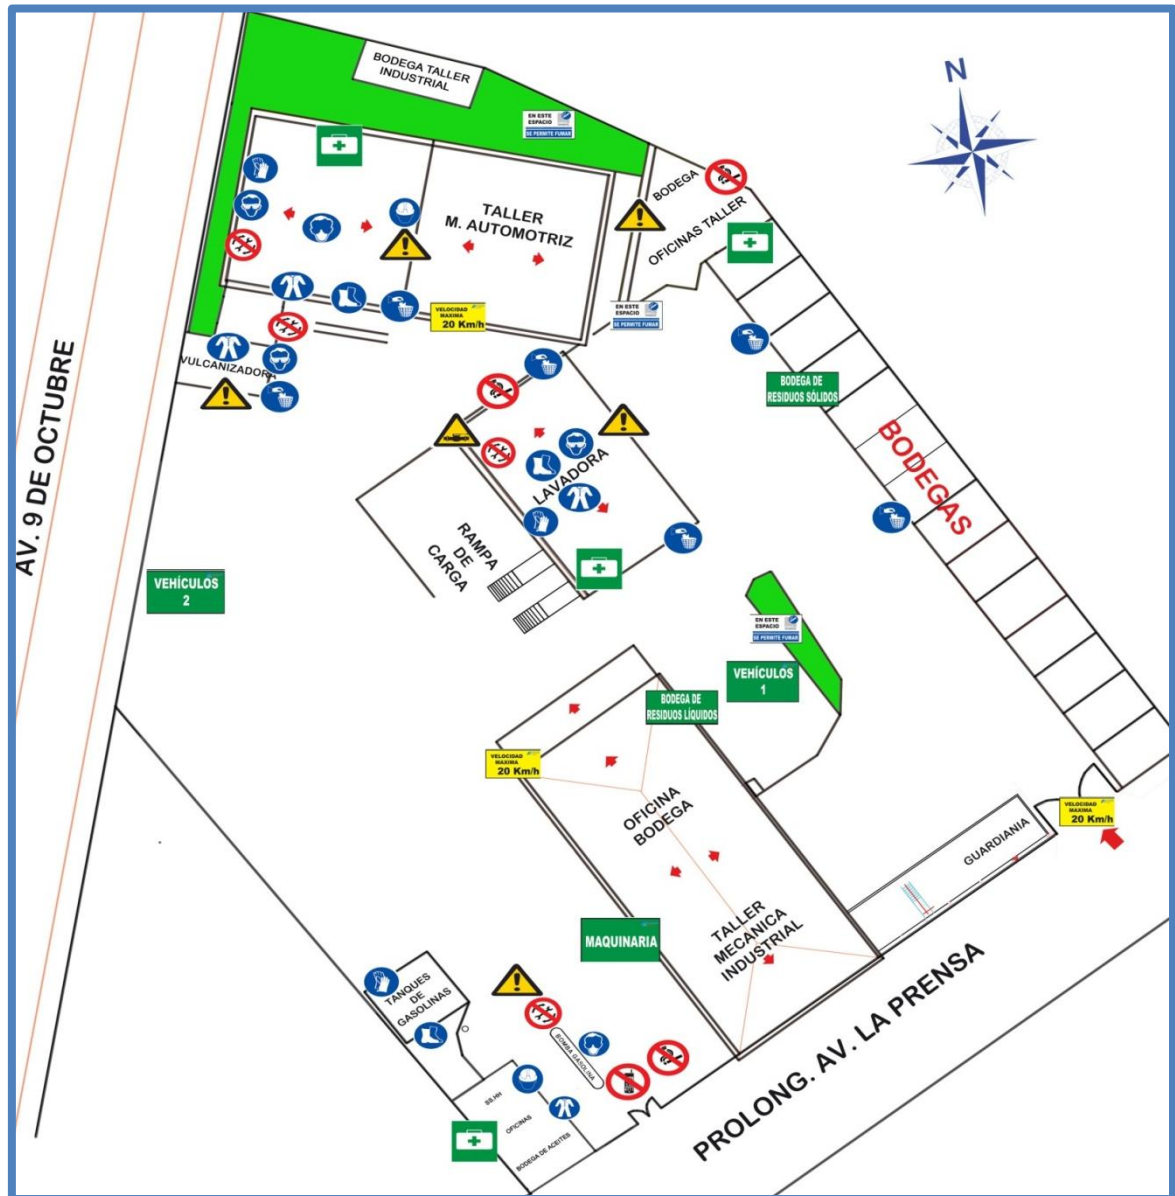 BODEGA TALLER
INDUSTRIAL
N
EN ESTE
ESPACIO
SE PERMITE FUMAR
BODEGA
OFICINAS TALLER
TALLER
M. AUTOMOTRIZ
VELOCIDAD
MAXIMA
20 Km/h
EN ESTE
ESPACIO
SE PERMITE FUMAR
VULCANIZADORA
AV. 9 DE OCTUBRE
BODEGA DE
RESIDUOS SÓLIDOS
BODEGAS
LAVADORA
RAMPA
DE
CARGA
VEHÍCULOS
2
EN ESTE
ESPACIO
SE PERMITE FUMAR
VEHÍCULOS
1
BODEGA DE
RESIDUOS LÍQUIDOS
VELOCIDAD
MAXIMA
20 Km/h
OFICINA
BODEGA
VELOCIDAD
MAXIMA
20 Km/h
GUARDIANIA
TALLER
MECANICA
INDUSTRIAL
MAQUINARIA
TANQUES
DE
GASOLINAS
BOMBA GASOLINA
SS.HH
OFICINAS
BODEGA DE ACEITES
PROLONG. AV. LA PRENSA